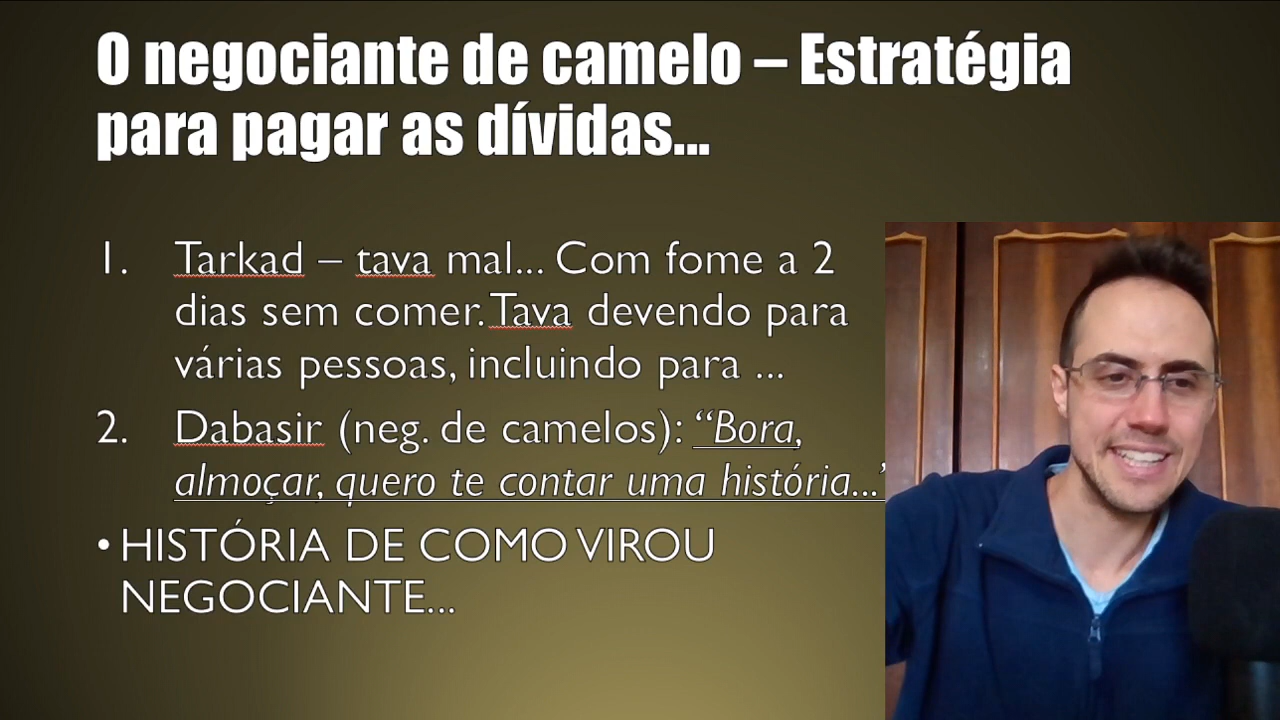 O negociante de camelo – Estratégia
para pagar as dívidas...
1. Tarkad – tava mal... Com fome a 2
dias sem comer. Tava devendo para
várias pessoas, incluindo para ...
2. Dabasir (neg. de camelos): “Bora,
almoçar, quero te contar uma história...”
• HISTÓRIA DE COMO VIROU
NEGOCIANTE...